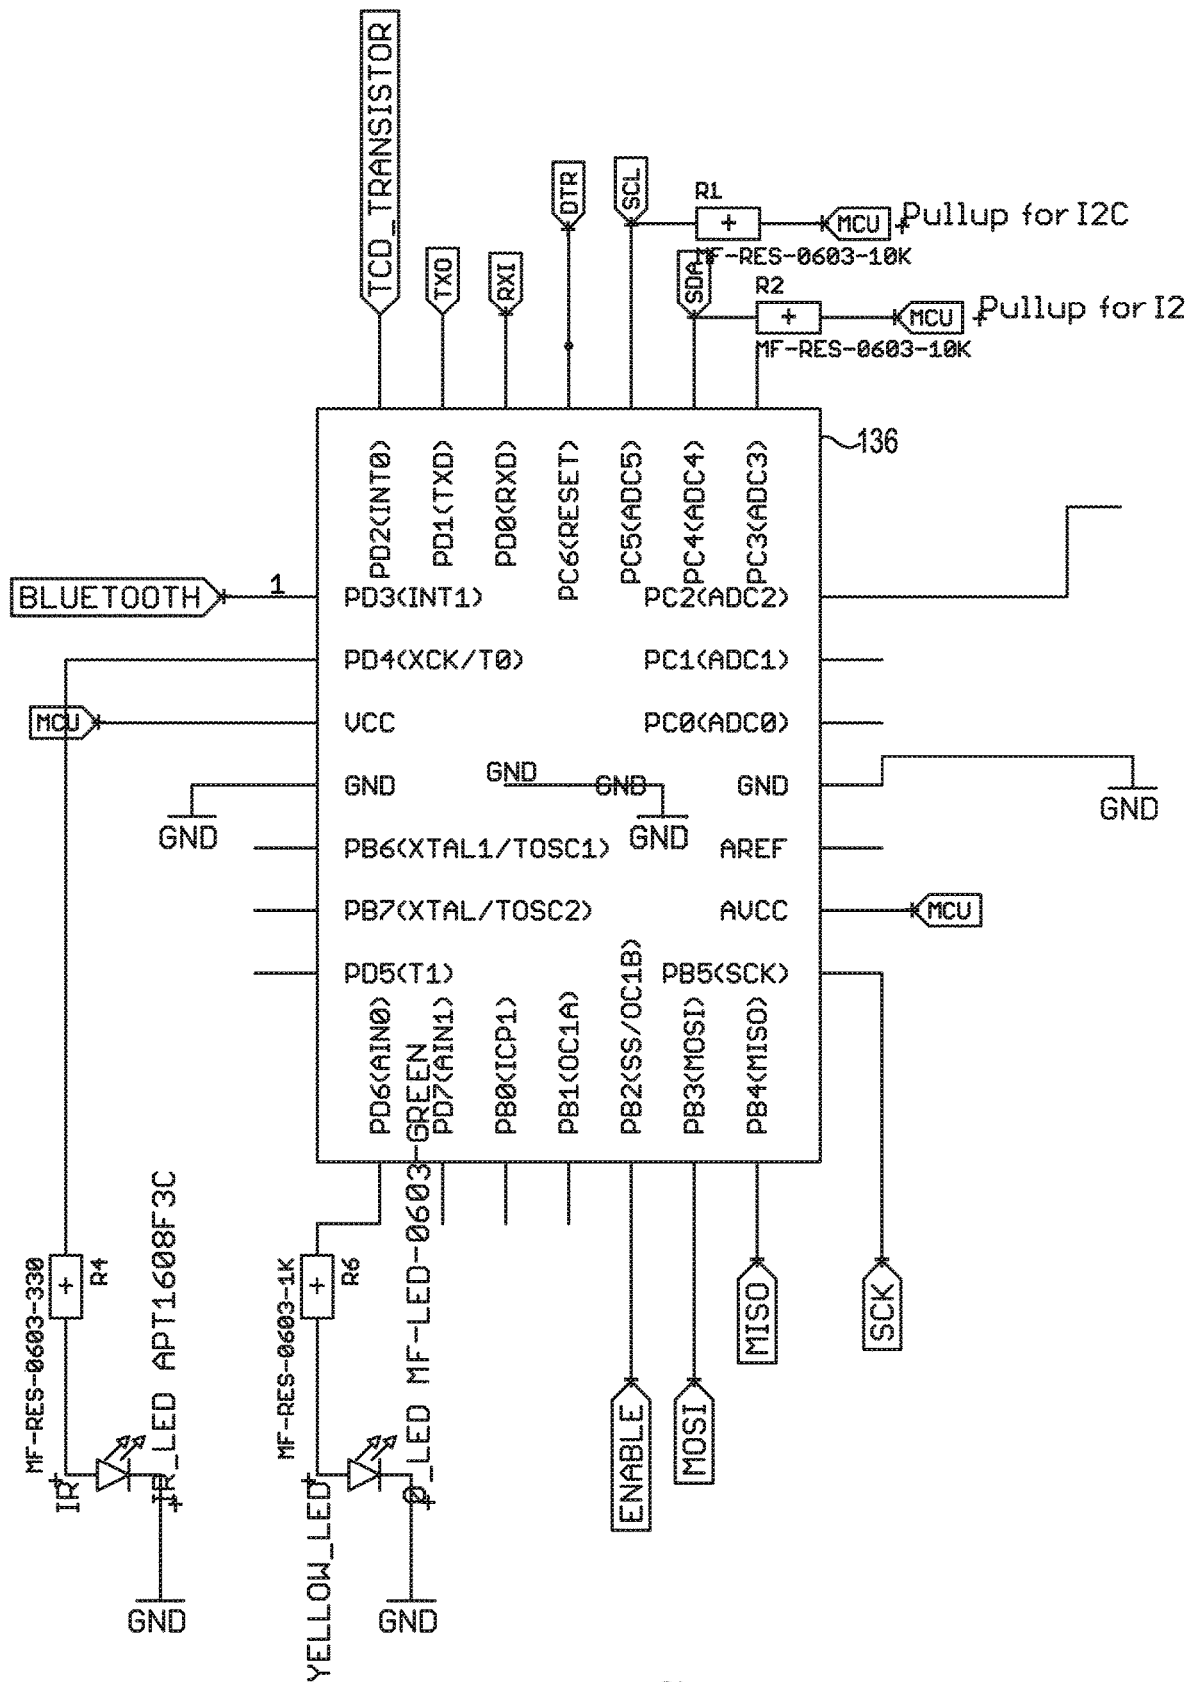 TCD_TRANSISTOR
TXO
RXI
DTR
SCL
R1
MCU
Pullup for I2C
MF-RES-0603-10K
SDA
R2
MCU
Pullup for I2
MF-RES-0603-10K
136
PD2(INT0)
PD1(TXD)
PD0(RXD)
PC6(RESET)
PC5(ADC5)
PC4(ADC4)
PC3(ADC3)
BLUETOOTH
1
PD3(INT1)
PC2(ADC2)
PD4(XCK/T0)
PC1(ADC1)
MCU
VCC
PC0(ADC0)
GND
GND
GND
GND
GND
GND
GND
GND
PB6(XTAL1/TOSC1)
AREF
PB7(XTAL/TOSC2)
AVCC
MCU
PD5(T1)
PB5(SCK)
PD6(AIN0)
PD7(AIN1)
PB0(ICP1)
PB1(OC1A)
PB2(SS/OC1B)
PB3(MOSI)
PB4(MISO)
MF-RES-0603-330
R4
IR
IR_LED APT1608F3C
MF-RES-0603-1K
R6
YELLOW_LED
_LED MF-LED-0603-GREEN
ENABLE
MOSI
MISO
SCK
GND
GND